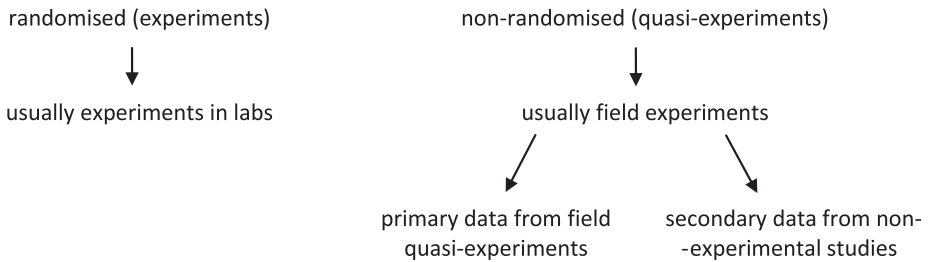 randomised (experiments)
non-randomised (quasi-experiments)
usually experiments in labs
usually field experiments
primary data from field
quasi-experiments
secondary data from non-
-experimental studies